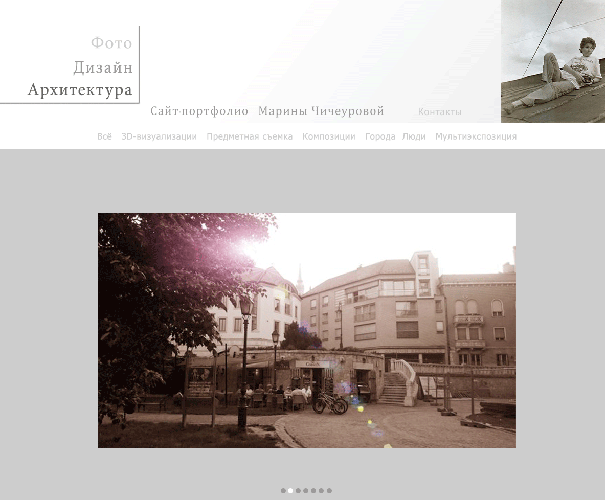 Фото
Дизайн
Архитектура
Сайт-портфолио Марины Чичеуровой Контакты
Всё 3D-визуализации Предметная съемка Композиции Города Люди Мультиэкспозиция